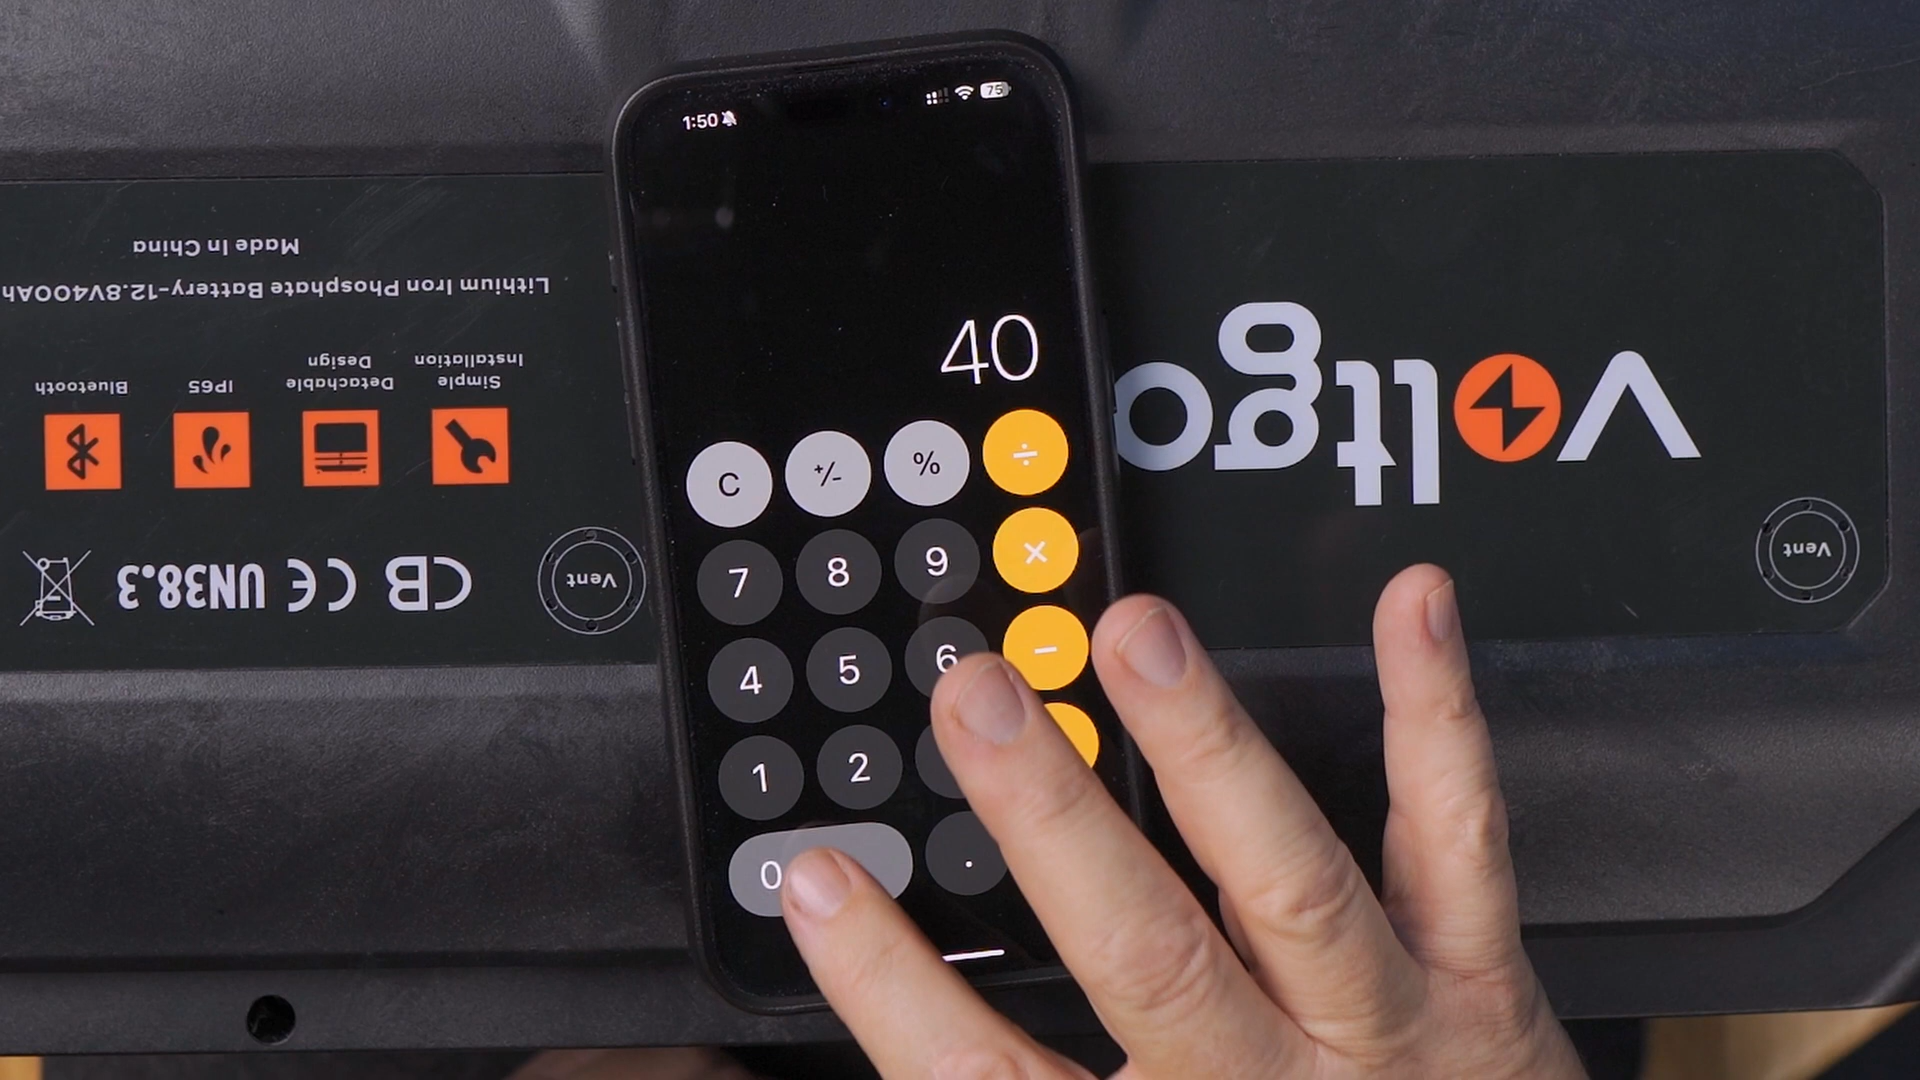 1:50
75
40
C
+/-
%
÷
7
8
9
×
4
5
6
−
1
2
0
.
voltgo
Vent
Vent
CB CE UN38.3
Simple
Installation
Detachable
Design
IP65
Bluetooth
Lithium Iron Phosphate Battery-12.8V400Ah
Made In China